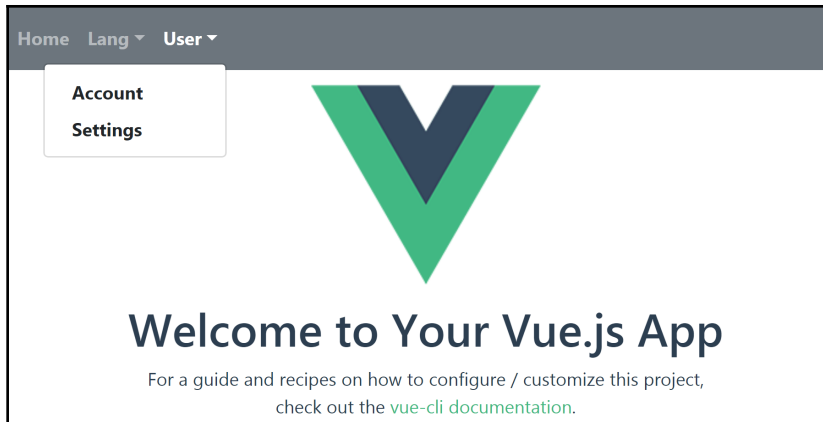 Home Lang User
Account
Settings
Welcome to Your Vue.js App
For a guide and recipes on how to configure / customize this project,
check out the vue-cli documentation.